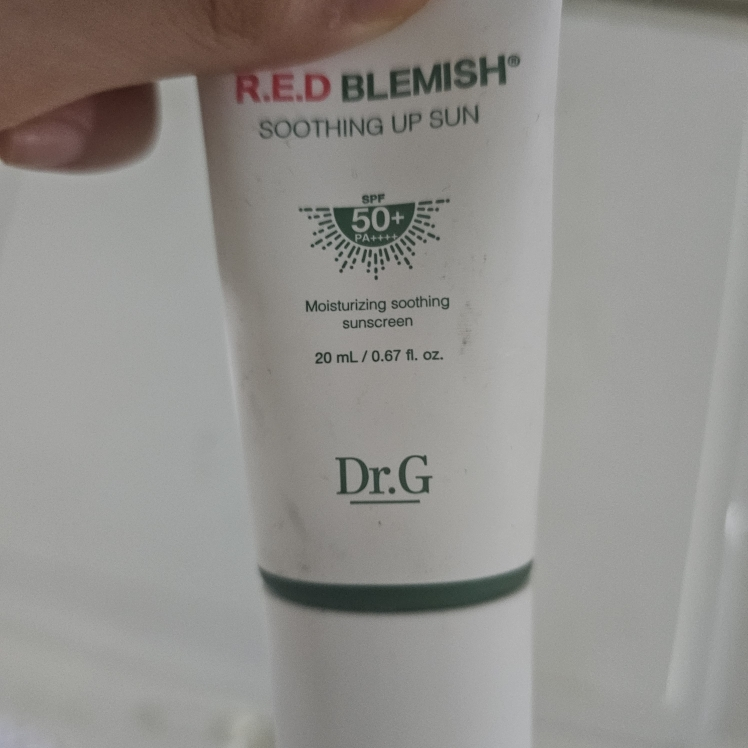 R.E.D BLEMISH®
SOOTHING UP SUN
SPF
50+
PA++++
Moisturizing soothing
sunscreen
20 mL / 0.67 fl. oz.
Dr.G